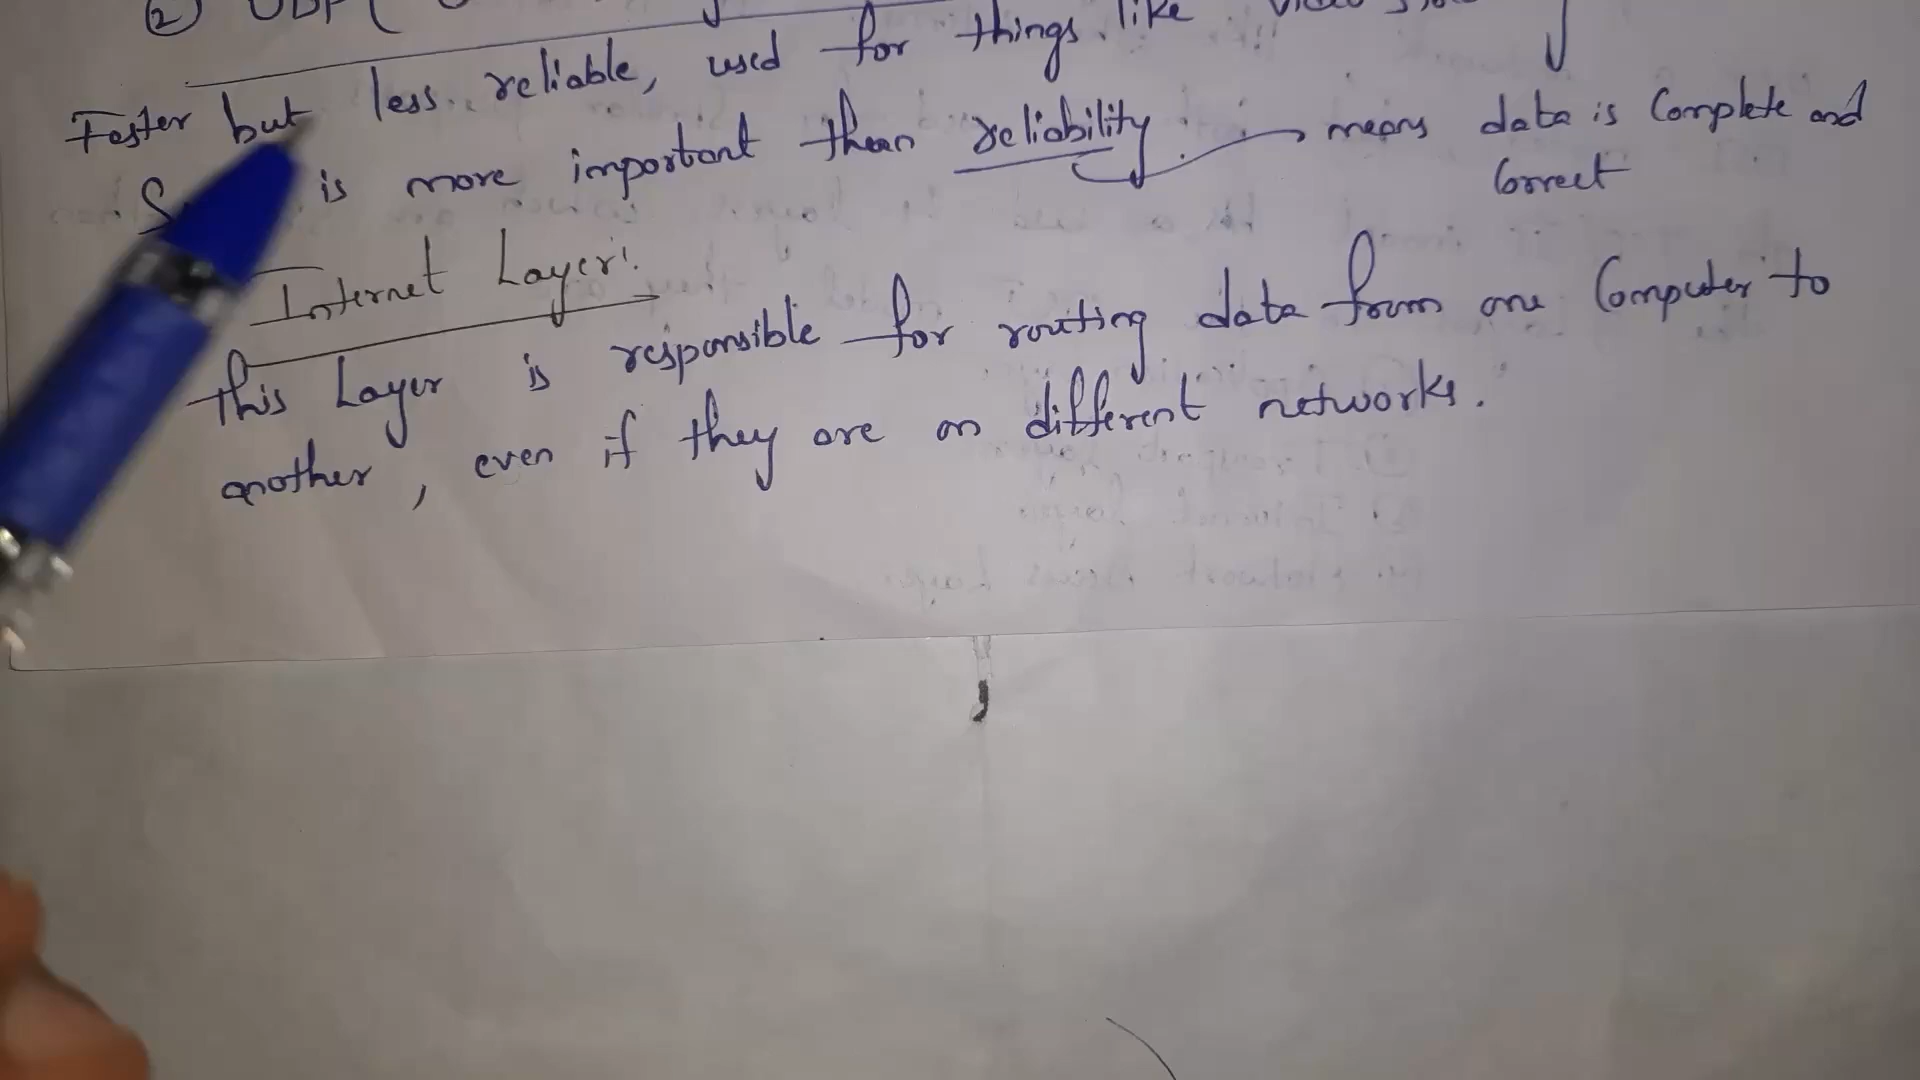 ② UDP (
Faster but less reliable, used for things like video
is more important than reliability → means data is Complete and
Correct
Internet Layer:
This Layer is responsible for routing data from one Computer to
another, even if they are on different networks.